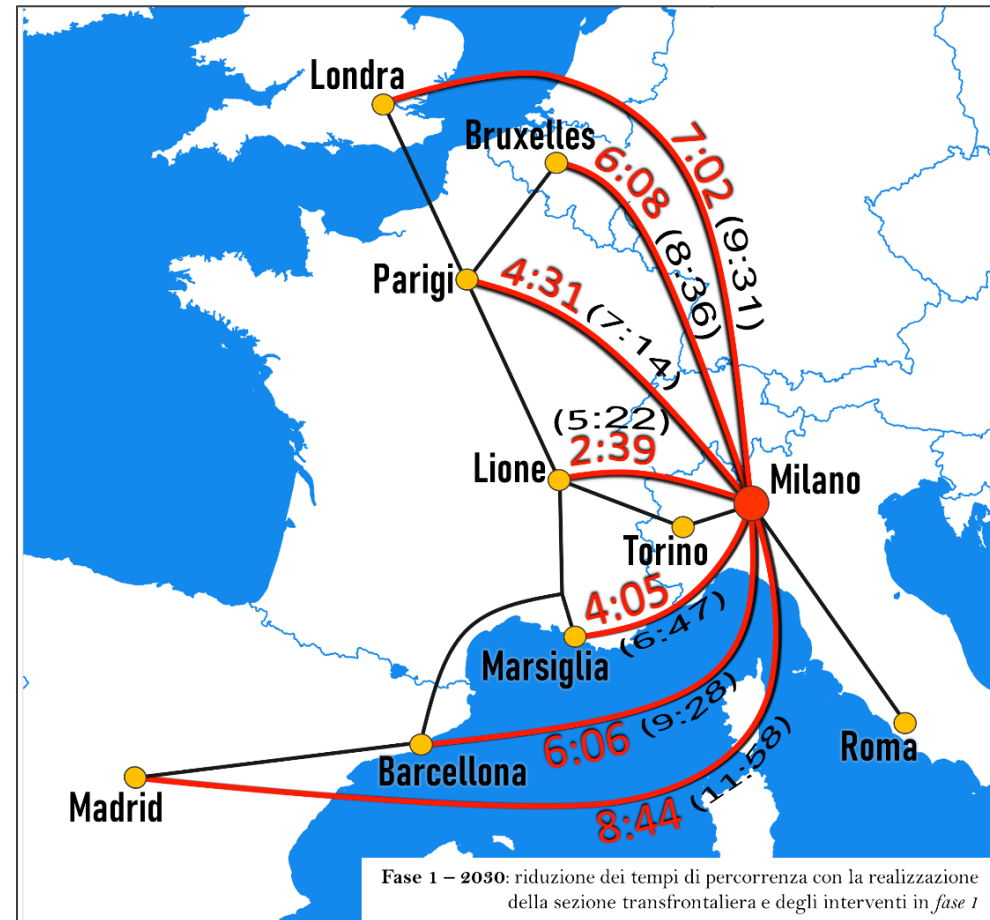 Londra
Bruxelles
7:02
(9:31)
6:08
(8:36)
Parigi
4:31
(7:14)
(5:22)
2:39
Lione
Milano
Torino
4:05
(6:47)
Marsiglia
6:06
(9:28)
Barcellona
Roma
Madrid
8:44
(11:58)
Fase 1 – 2030: riduzione dei tempi di percorrenza con la realizzazione
della sezione transfrontaliera e degli interventi in fase 1